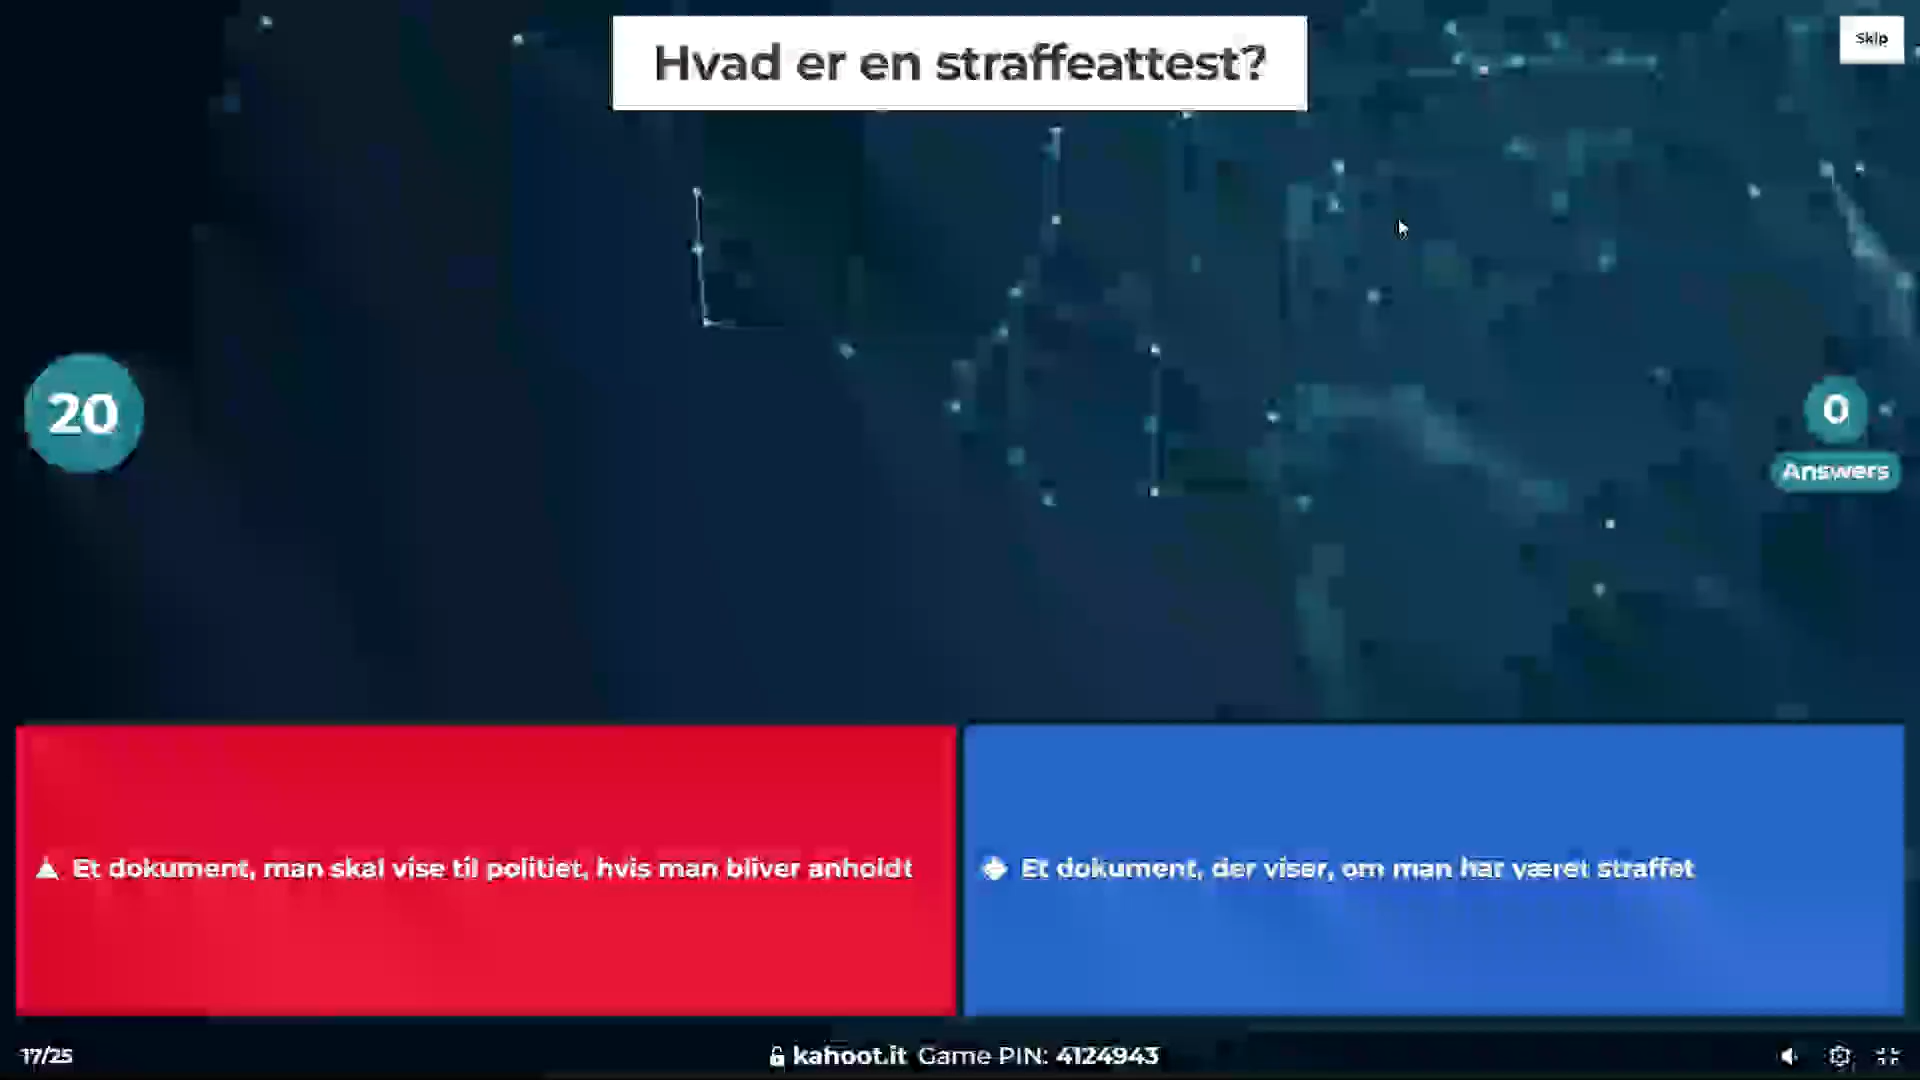 Hvad er en straffeattest?
Skip
20
0
Answers
Et dokument, man skal vise til politiet, hvis man bliver anholdt
Et dokument, der viser, om man har været straffet
17/25
kahoot.it Game PIN: 4124943